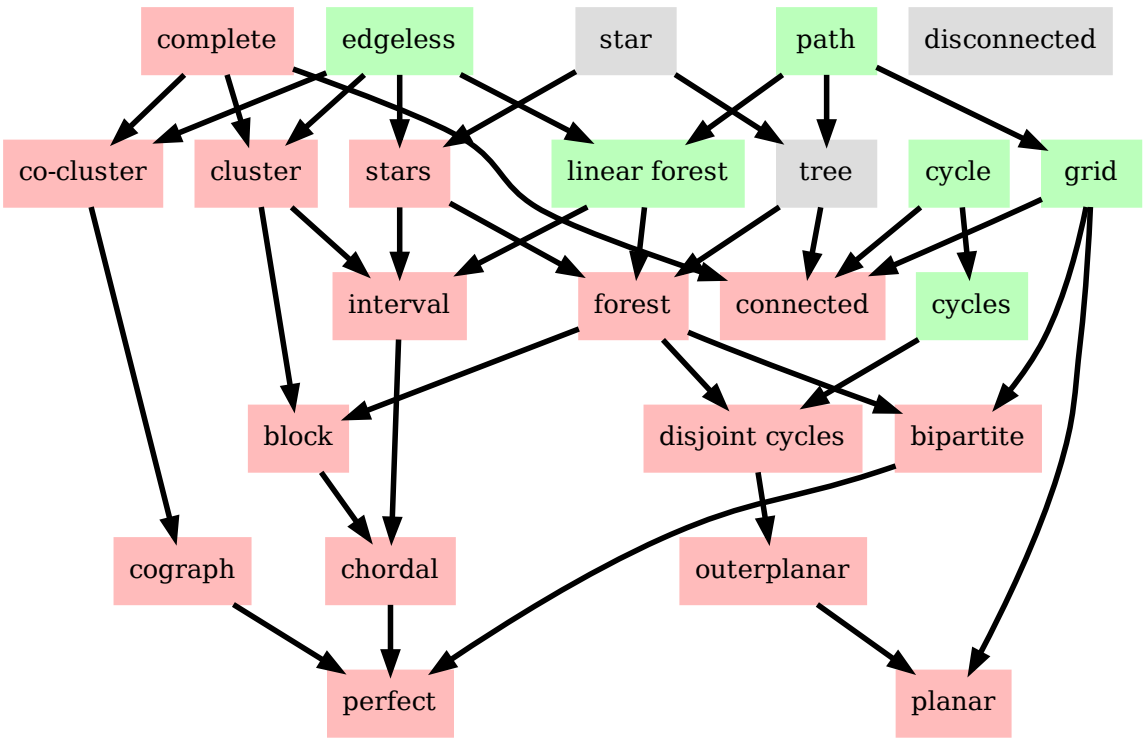 complete
edgeless
star
path
disconnected
co-cluster
cluster
stars
linear forest
tree
cycle
grid
interval
forest
connected
cycles
block
disjoint cycles
bipartite
cograph
chordal
outerplanar
perfect
planar